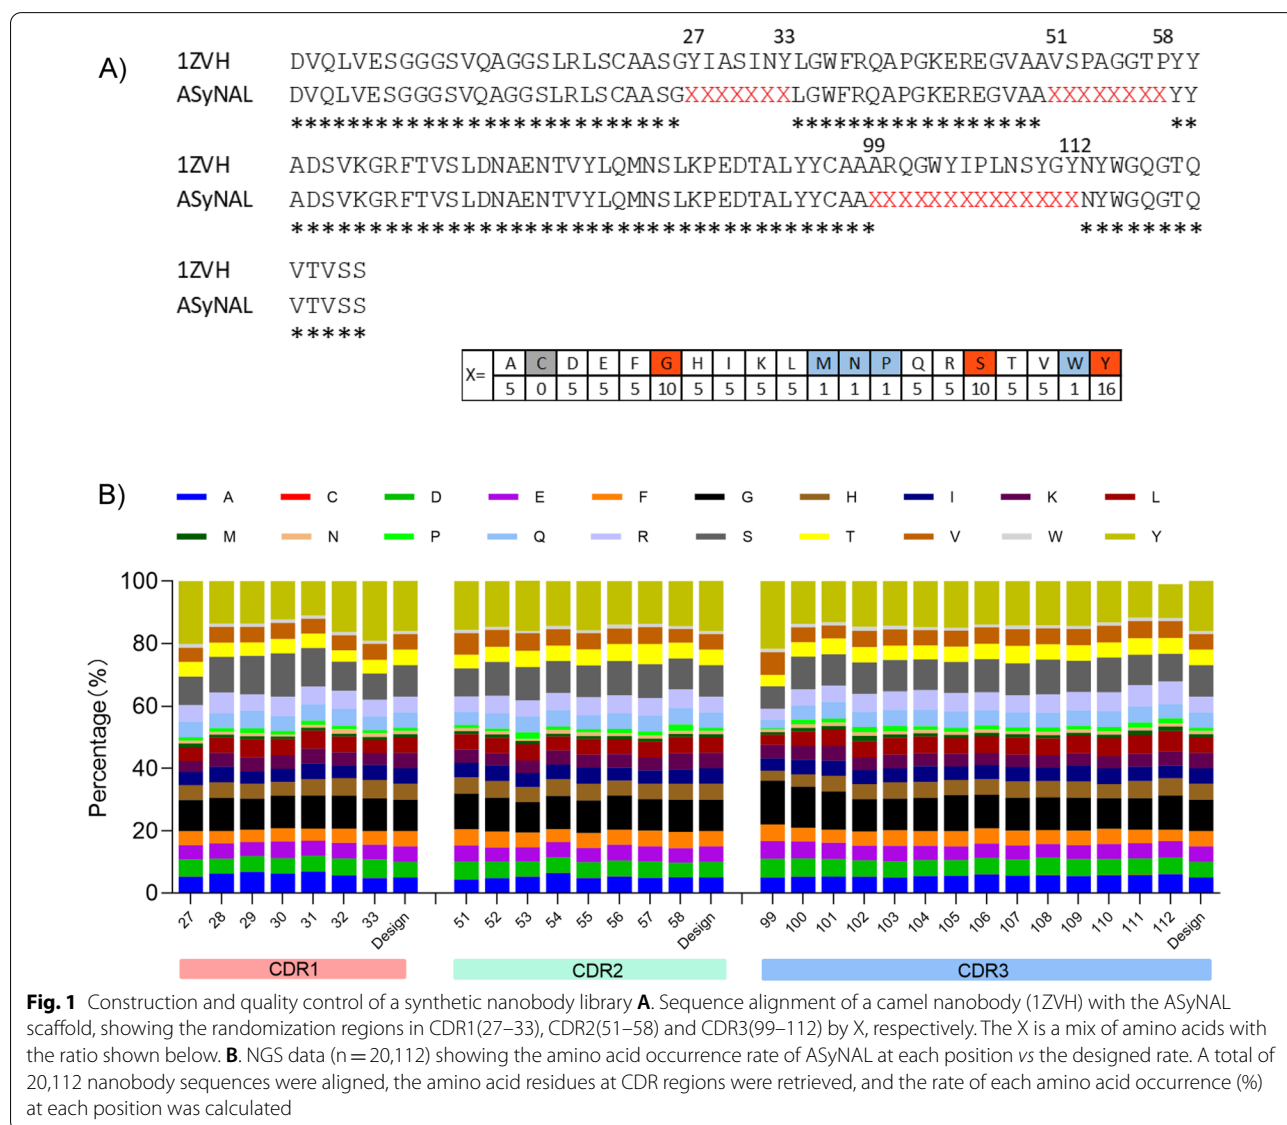 A)
27 33 51 58
1ZVH DVQLVESGGGSVQAGGSLRLSCAASGYIASINYLGWFRQAPGKEREGVAAVSPAGGTPYY
ASyNAL DVQLVESGGGSVQAGGSLRLSCAASGXXXXXXXLGWFRQAPGKEREGVAAXXXXXXXXYY
************************** ***************** **
99 112
1ZVH ADSVKGRFTVSLDNAENTVYLQMNSLKPEDTALYYCAAARQGWYIPLNSYGYNYWGQGTQ
ASyNAL ADSVKGRFTVSLDNAENTVYLQMNSLKPEDTALYYCAAXXXXXXXXXXXXXXNYWGQGTQ
************************************** ********
1ZVH VTVSS
ASyNAL VTVSS
*****
X= A C D E F G H I K L M N P Q R S T V W Y
5 0 5 5 5 10 5 5 5 5 1 1 1 5 5 10 5 5 1 16
B)
A C D E F G H I K L
M N P Q R S T V W Y
Percentage (%)
100
80
60
40
20
0
27 28 29 30 31 32 33 Design 51 52 53 54 55 56 57 58 Design 99 100 101 102 103 104 105 106 107 108 109 110 111 112 Design
CDR1 CDR2 CDR3
Fig. 1 Construction and quality control of a synthetic nanobody library A. Sequence alignment of a camel nanobody (1ZVH) with the ASyNAL
scaffold, showing the randomization regions in CDR1(27–33), CDR2(51–58) and CDR3(99–112) by X, respectively. The X is a mix of amino acids with
the ratio shown below. B. NGS data (n = 20,112) showing the amino acid occurrence rate of ASyNAL at each position vs the designed rate. A total of
20,112 nanobody sequences were aligned, the amino acid residues at CDR regions were retrieved, and the rate of each amino acid occurrence (%)
at each position was calculated